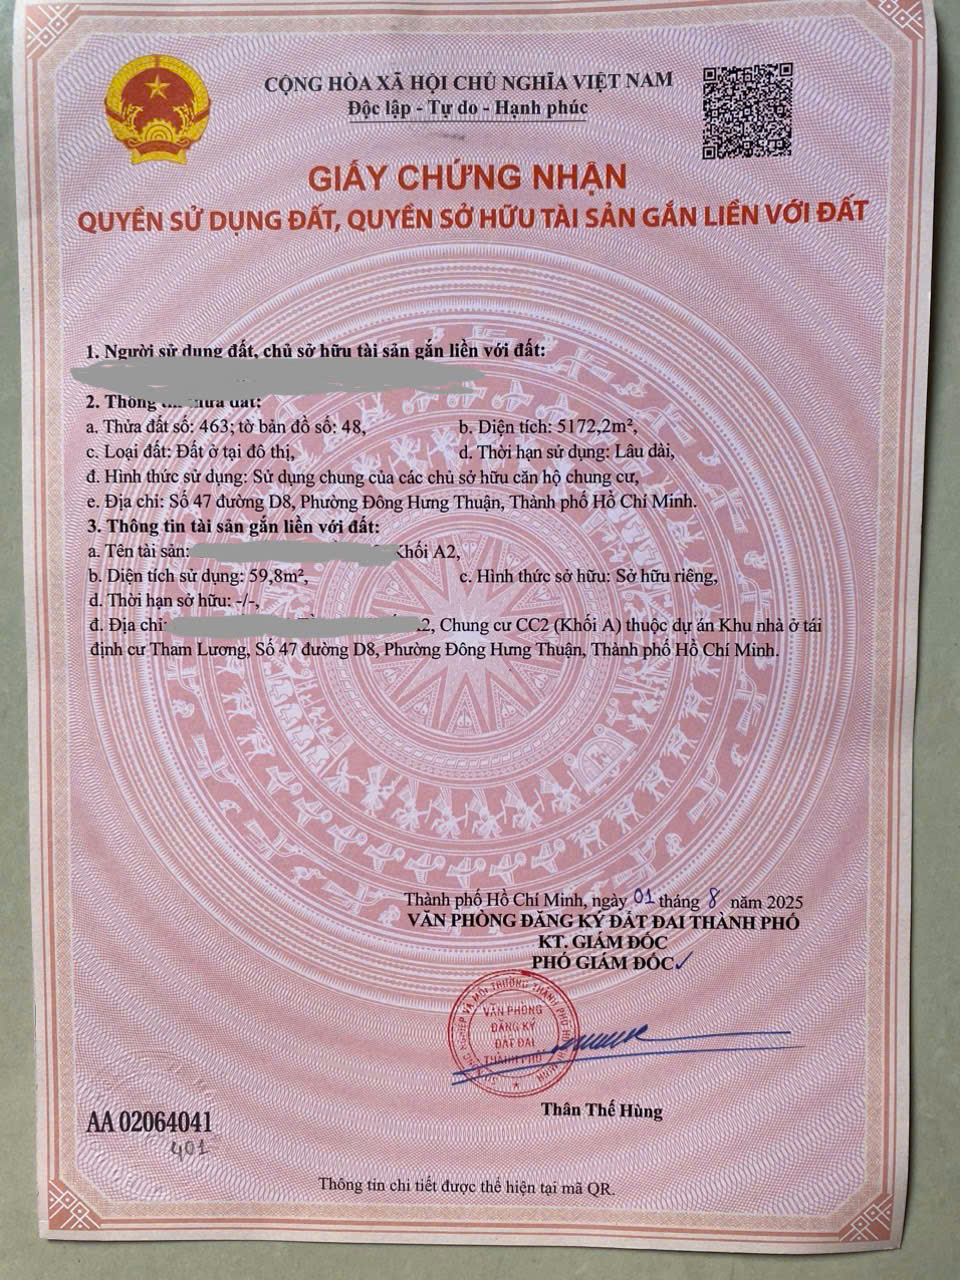 CỘNG HÒA XÃ HỘI CHỦ NGHĨA VIỆT NAM
Độc lập - Tự do - Hạnh phúc
GIẤY CHỨNG NHẬN
QUYỀN SỬ DỤNG ĐẤT, QUYỀN SỞ HỮU TÀI SẢN GẮN LIỀN VỚI ĐẤT
1. Người sử dụng đất, chủ sở hữu tài sản gắn liền với đất:
2. Thông tin thửa đất:
a. Thửa đất số: 463; tờ bản đồ số: 48, b. Diện tích: 5172,2m²,
c. Loại đất: Đất ở tại đô thị, d. Thời hạn sử dụng: Lâu dài,
đ. Hình thức sử dụng: Sử dụng chung của các chủ sở hữu căn hộ chung cư,
e. Địa chỉ: Số 47 đường D8, Phường Đông Hưng Thuận, Thành phố Hồ Chí Minh.
3. Thông tin tài sản gắn liền với đất:
a. Tên tài sản: Khối A2,
b. Diện tích sử dụng: 59,8m², c. Hình thức sở hữu: Sở hữu riêng,
d. Thời hạn sở hữu: -/-,
đ. Địa chỉ: Chung cư CC2 (Khối A) thuộc dự án Khu nhà ở tái
định cư Tham Lương, Số 47 đường D8, Phường Đông Hưng Thuận, Thành phố Hồ Chí Minh.
Thành phố Hồ Chí Minh, ngày 01 tháng 8 năm 2025
VĂN PHÒNG ĐĂNG KÝ ĐẤT ĐAI THÀNH PHỐ
KT. GIÁM ĐỐC
PHÓ GIÁM ĐỐC
VĂN PHÒNG
ĐĂNG KÝ
ĐẤT ĐAI
THÀNH PHỐ
Thân Thế Hùng
AA 02064041
401
Thông tin chi tiết được thể hiện tại mã QR.